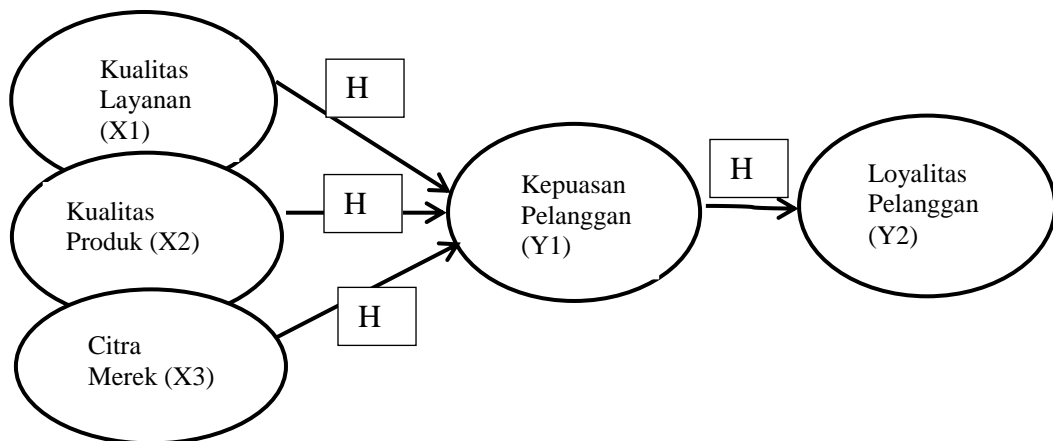 Kualitas
Layanan
(X1)
H
Kualitas
Produk (X2)
H
Citra
Merek (X3)
H
Kepuasan
Pelanggan
(Y1)
H
Loyalitas
Pelanggan
(Y2)